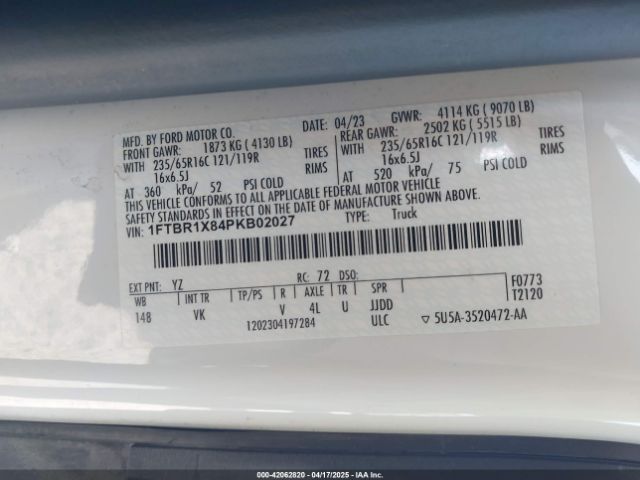 MFD. BY FORD MOTOR CO. DATE: 04/23 GVWR: 4114 KG ( 9070 LB)
FRONT GAWR: 1873 KG ( 4130 LB) REAR GAWR: 2502 KG ( 5515 LB)
WITH 235/65R16C 121/119R TIRES WITH 235/65R16C 121/119R TIRES
16x6.5J RIMS 16x6.5J RIMS
AT 360 kPa/ 52 PSI COLD AT 520 kPa/ 75 PSI COLD
THIS VEHICLE CONFORMS TO ALL APPLICABLE FEDERAL MOTOR VEHICLE
SAFETY STANDARDS IN EFFECT ON THE DATE OF MANUFACTURE SHOWN ABOVE.
VIN: 1FTBR1X84PKB02027 TYPE: Truck
EXT PNT: YZ RC: 72 DSO: F0773
WB INT TR TP/PS R AXLE TR SPR T2120
148 VK V 4L U JJDD
1202304197284 ULC ▽ 5U5A-3520472-AA
000-42062820 - 04/17/2025 - IAAI, Inc.